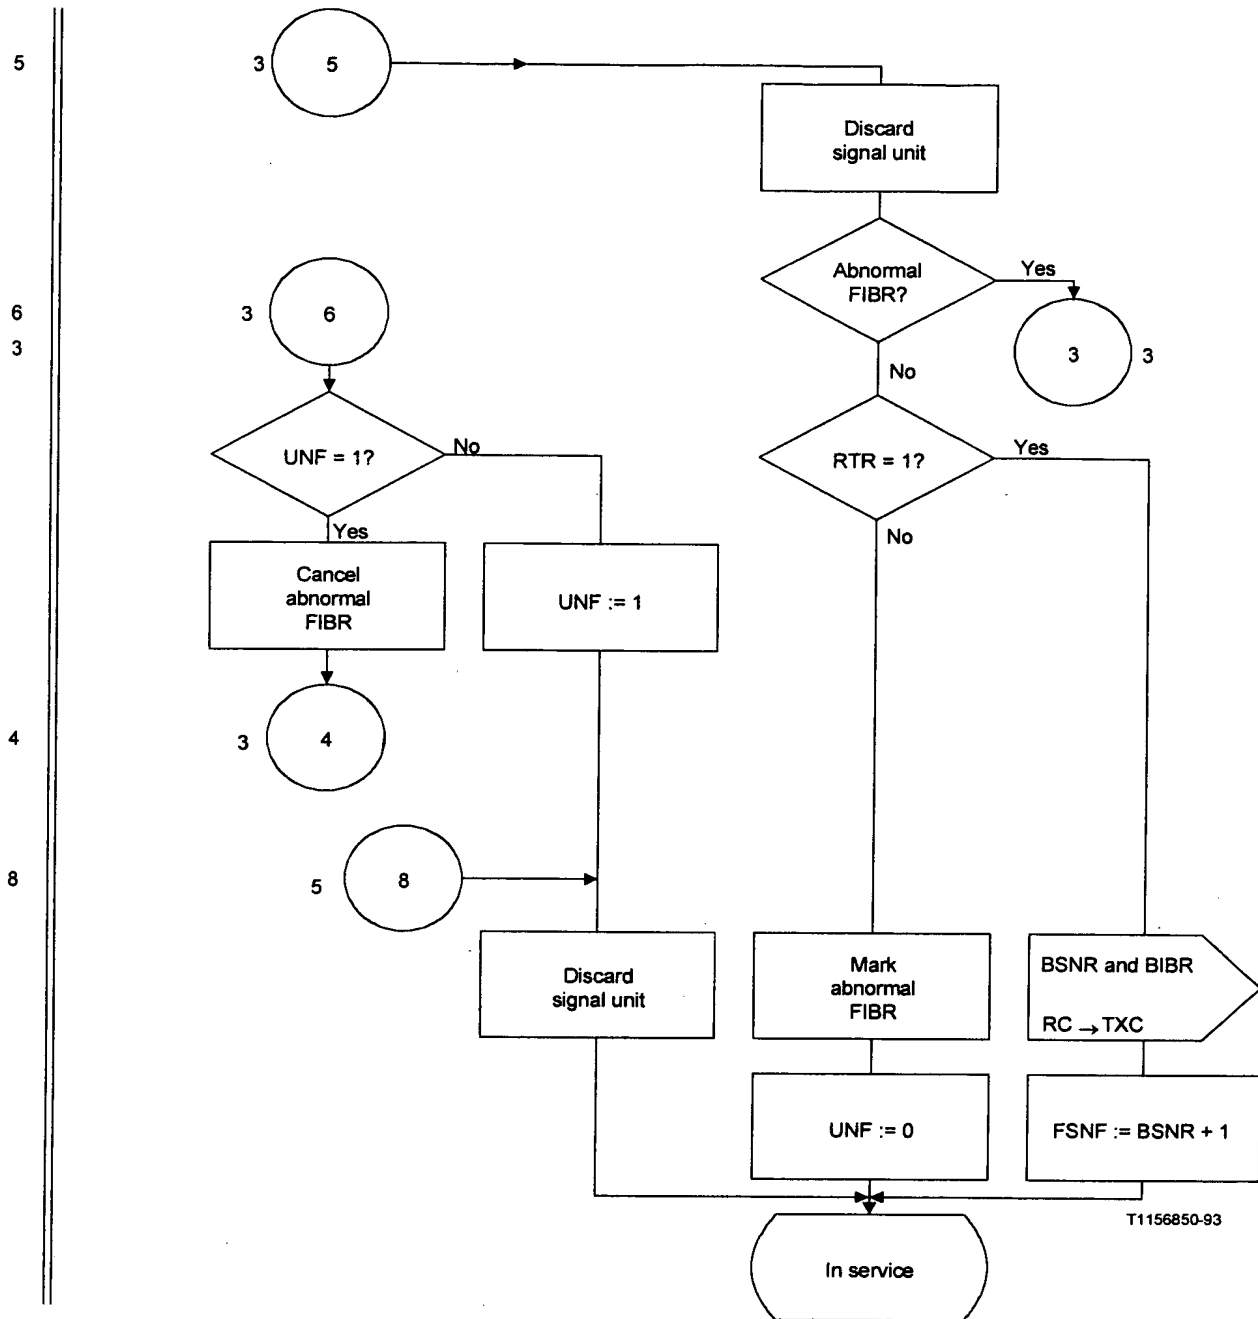 5
3
5
Discard
signal unit
Abnormal
FIBR?
Yes
6
3
3
6
3
3
No
UNF = 1?
No
RTR = 1?
Yes
Yes
No
Cancel
abnormal
FIBR
UNF := 1
4
3
4
8
5
8
Discard
signal unit
Mark
abnormal
FIBR
BSNR and BIBR
RC → TXC
UNF := 0
FSNF := BSNR + 1
T1156850-93
In service